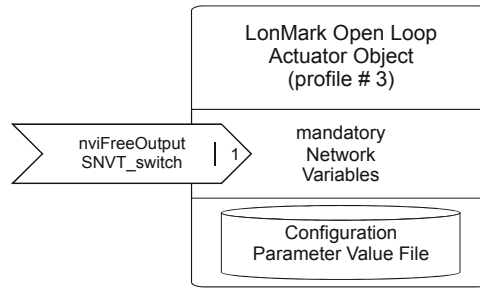 LonMark Open Loop
Actuator Object
(profile # 3)
nviFreeOutput
SNVT_switch
1
mandatory
Network
Variables
Configuration
Parameter Value File